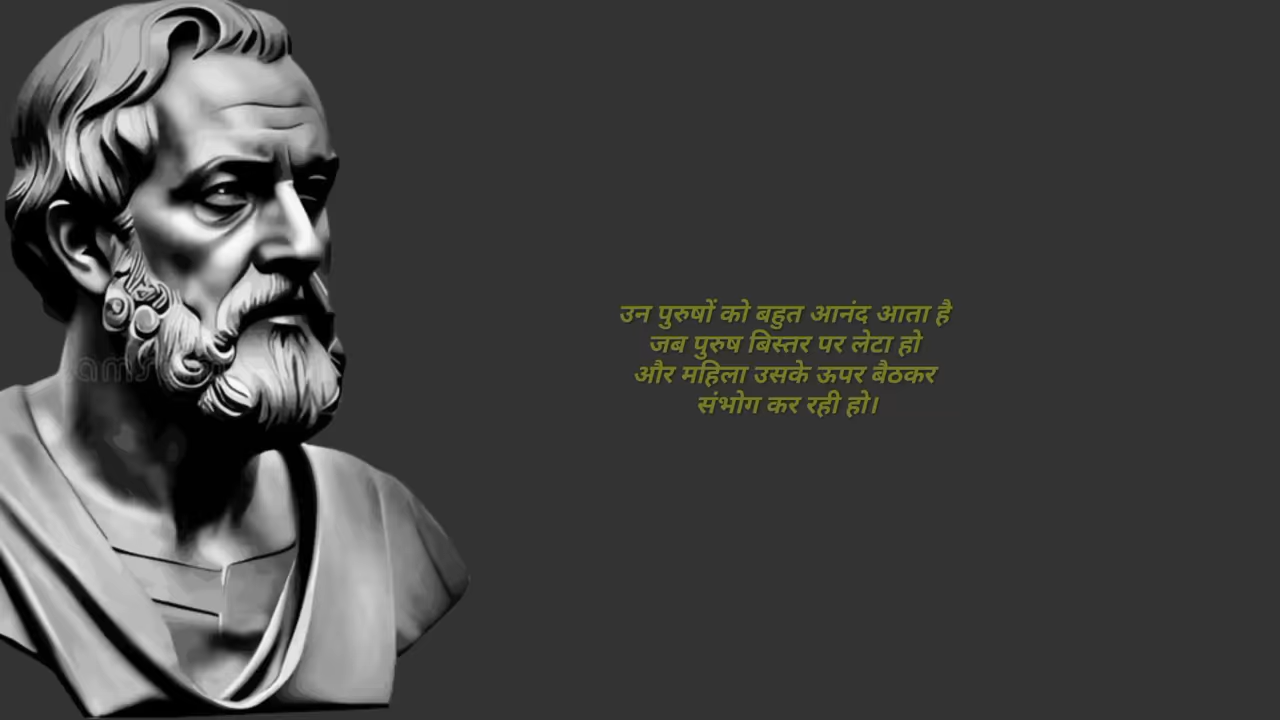 उन पुरुषों को बहुत आनंद आता है
जब पुरुष बिस्तर पर लेटा हो
और महिला उसके ऊपर बैठकर
संभोग कर रही हो।